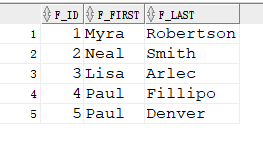 F_ID F_FIRST F_LAST
1 1 Myra Robertson
2 2 Neal Smith
3 3 Lisa Arlec
4 4 Paul Fillipo
5 5 Paul Denver